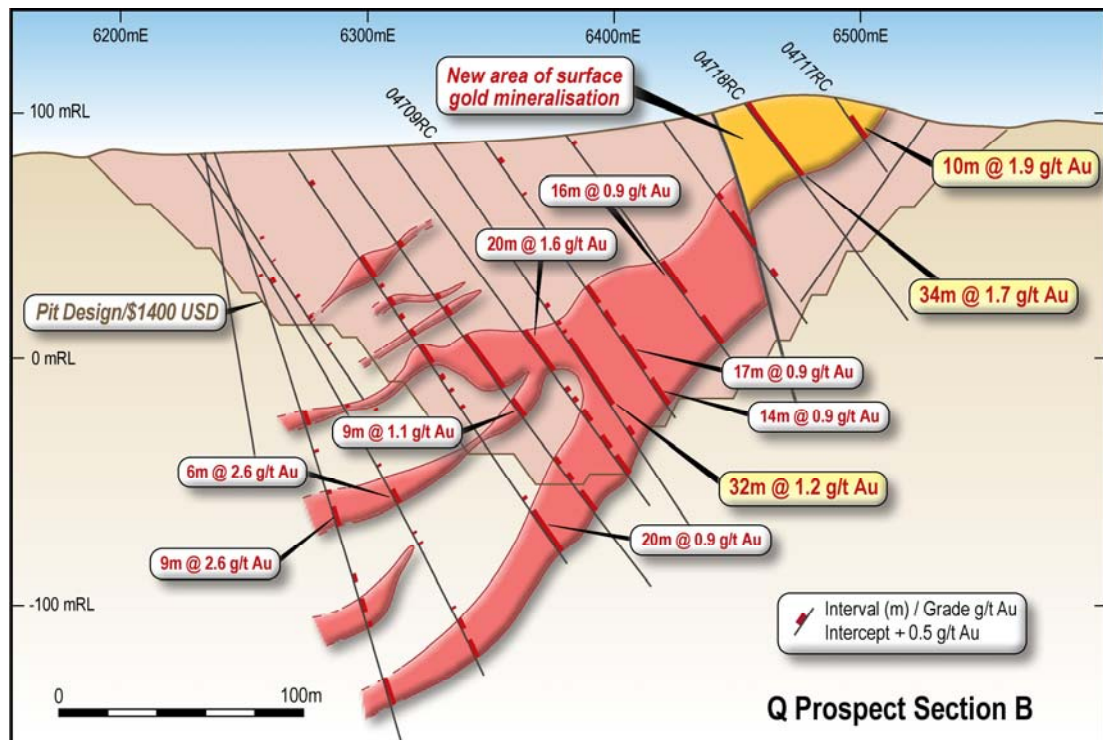 6200mE
6300mE
6400mE
6500mE
04709RC
04718RC
04717RC
New area of surface
gold mineralisation
100 mRL
10m @ 1.9 g/t Au
16m @ 0.9 g/t Au
20m @ 1.6 g/t Au
34m @ 1.7 g/t Au
Pit Design/$1400 USD
0 mRL
17m @ 0.9 g/t Au
14m @ 0.9 g/t Au
9m @ 1.1 g/t Au
6m @ 2.6 g/t Au
32m @ 1.2 g/t Au
20m @ 0.9 g/t Au
9m @ 2.6 g/t Au
-100 mRL
Interval (m) / Grade g/t Au
Intercept + 0.5 g/t Au
0
100m
Q Prospect Section B